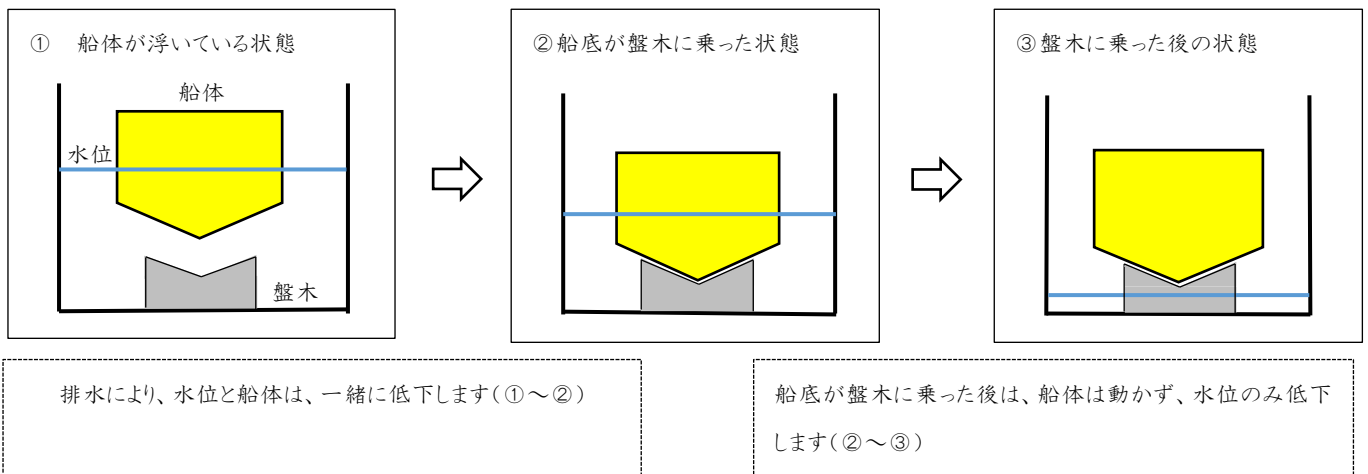 ① 船体が浮いている状態
船体
水位
盤木
②船底が盤木に乗った状態
③盤木に乗った後の状態
排水により、水位と船体は、一緒に低下します(①～②)
船底が盤木に乗った後は、船体は動かず、水位のみ低下
します(②～③)